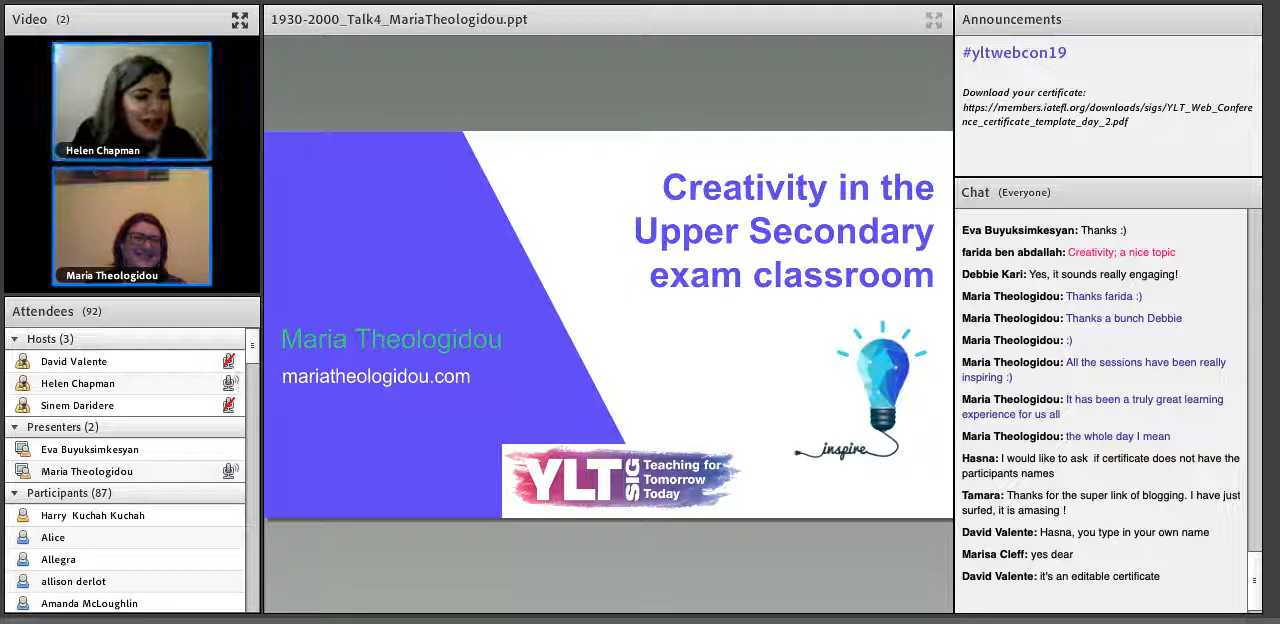 Video (2)
Helen Chapman
Maria Theologidou
Attendees (92)
Hosts (3)
David Valente
Helen Chapman
Sinem Daridere
Presenters (2)
Eva Buyuksimkesyan
Maria Theologidou
Participants (87)
Harry Kuchah Kuchah
Alice
Allegra
allison derlot
Amanda McLoughlin
1930-2000_Talk4_MariaTheologidou.ppt
Creativity in the
Upper Secondary
exam classroom
Maria Theologidou
mariatheologidou.com
inspire
YLT SIG
Teaching for
Tomorrow
Today
Announcements
#yltwebcon19
Download your certificate:
https://members.iatefl.org/downloads/sigs/YLT_Web_Confere
nce_certificate_template_day_2.pdf
Chat (Everyone)
Eva Buyuksimkesyan: Thanks :)
farida ben abdallah: Creativity; a nice topic
Debbie Kari: Yes, it sounds really engaging!
Maria Theologidou: Thanks farida :)
Maria Theologidou: Thanks a bunch Debbie
Maria Theologidou: :)
Maria Theologidou: All the sessions have been really
inspiring :)
Maria Theologidou: It has been a truly great learning
experience for us all
Maria Theologidou: the whole day I mean
Hasna: I would like to ask if certificate does not have the
participants names
Tamara: Thanks for the super link of blogging. I have just
surfed, it is amasing !
David Valente: Hasna, you type in your own name
Marisa Cleff: yes dear
David Valente: it's an editable certificate